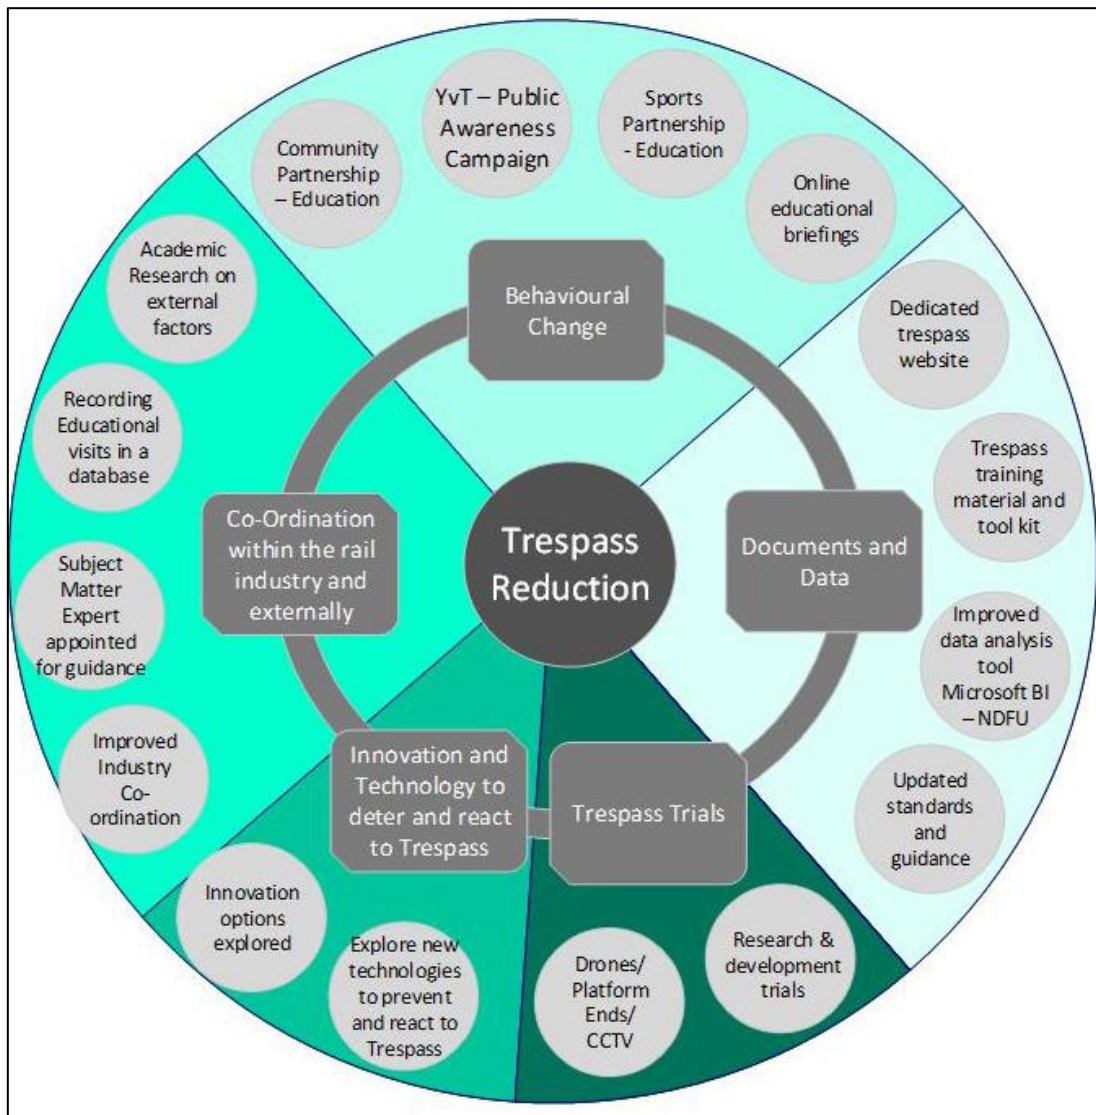 YvT – Public
Awareness
Campaign
Sports
Partnership
- Education
Community
Partnership
– Education
Online
educational
briefings
Behavioural
Change
Academic
Research on
external
factors
Dedicated
trespass
website
Recording
Educational
visits in a
database
Trespass
training
material and
tool kit
Co-Ordination
within the rail
industry and
externally
Trespass
Reduction
Documents and
Data
Subject
Matter
Expert
appointed
for guidance
Improved
data analysis
tool
Microsoft BI
– NDFU
Improved
Industry
Co-
ordination
Innovation and
Technology to
deter and react
to Trespass
Trespass Trials
Updated
standards
and
guidance
Innovation
options
explored
Explore new
technologies
to prevent
and react to
Trespass
Drones/
Platform
Ends/
CCTV
Research &
development
trials